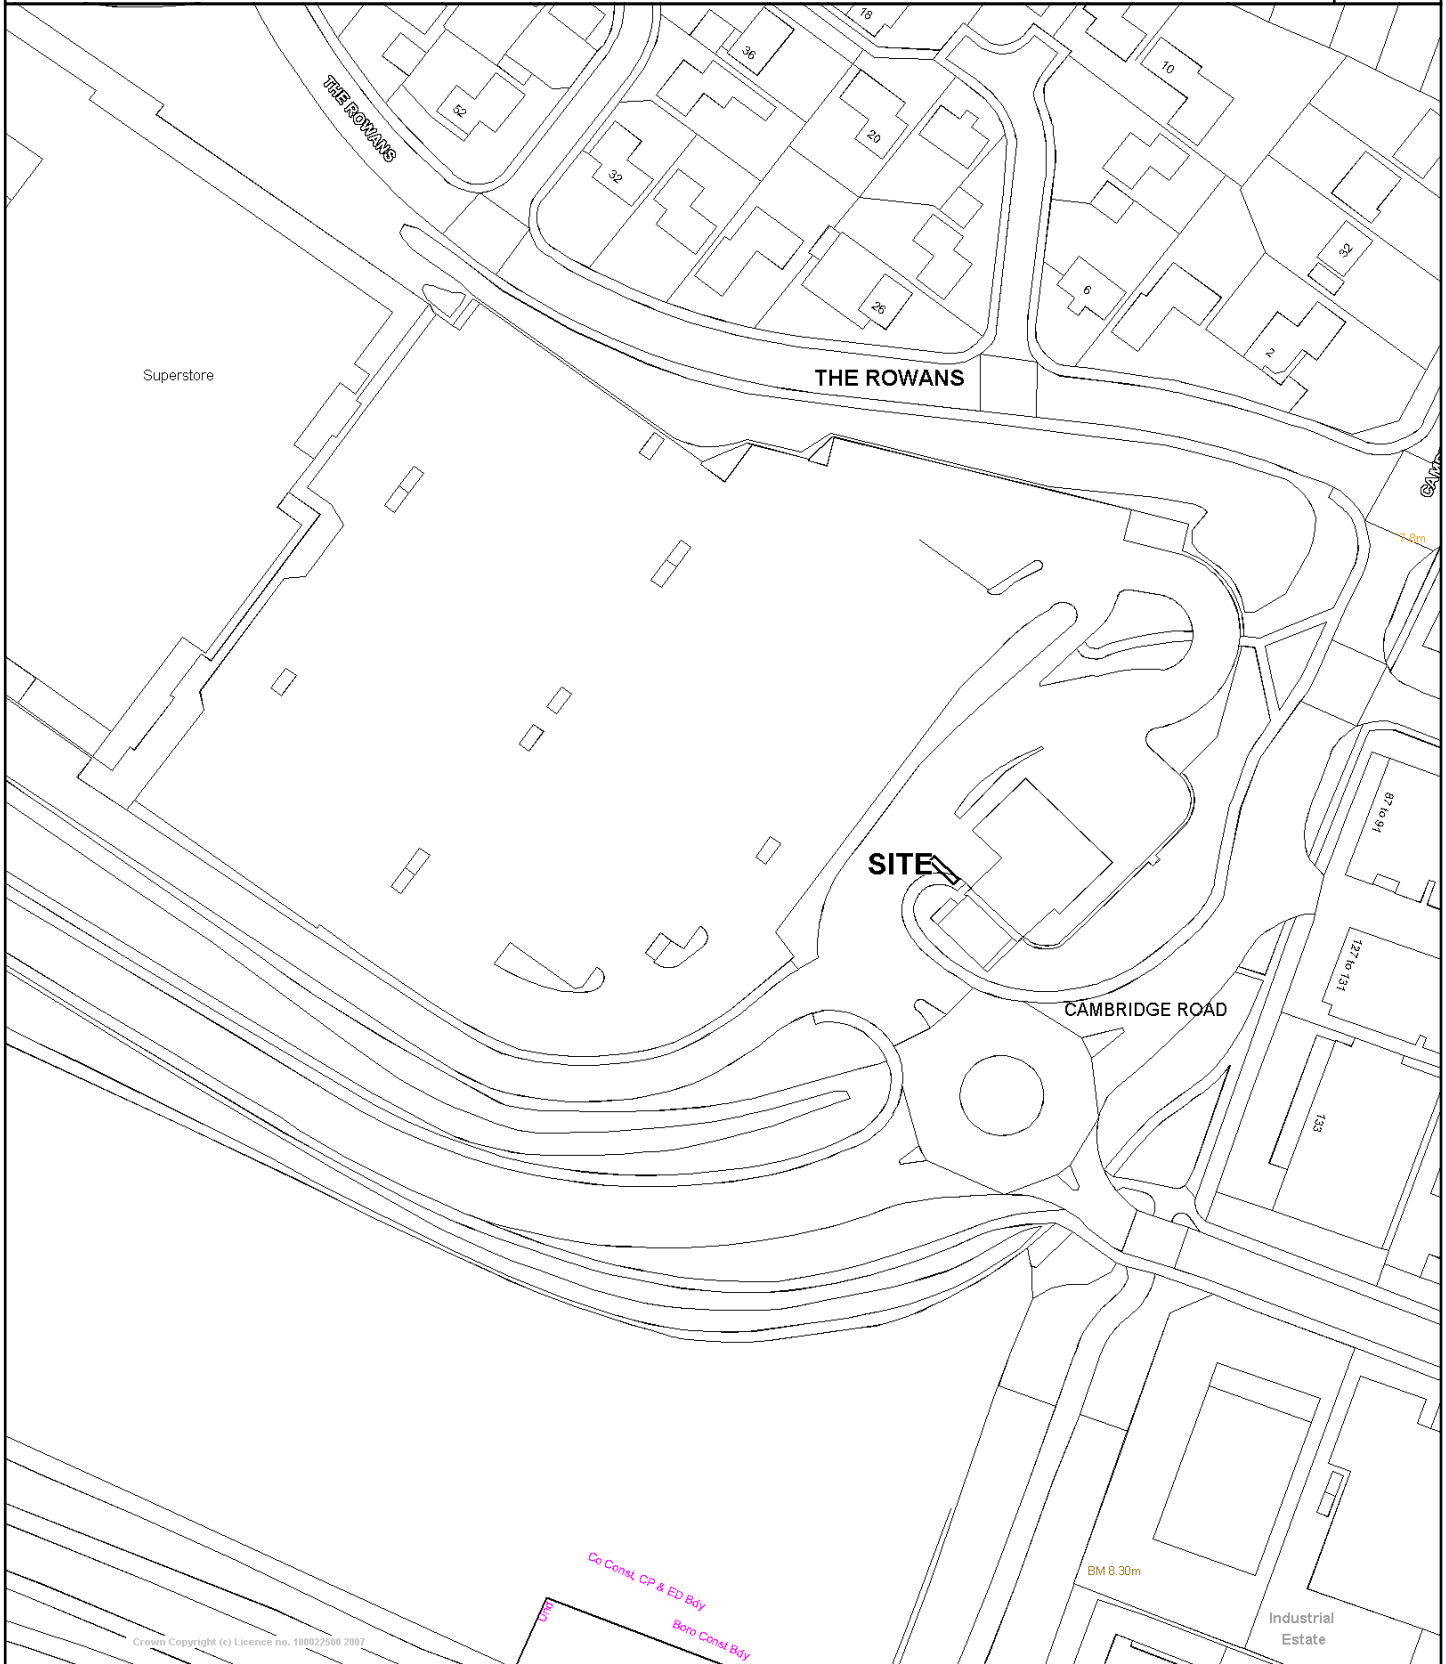 18
36
10
THE ROWANS
52
20
32
32
6
26
2
Superstore
THE ROWANS
7.8m
87 to 91
SITE
127 to 131
CAMBRIDGE ROAD
133
Co Const, CP & ED Bdy
BM 8.30m
Und
Boro Const Bdy
Industrial
Estate
Crown Copyright (c) Licence no. 100022500 2007